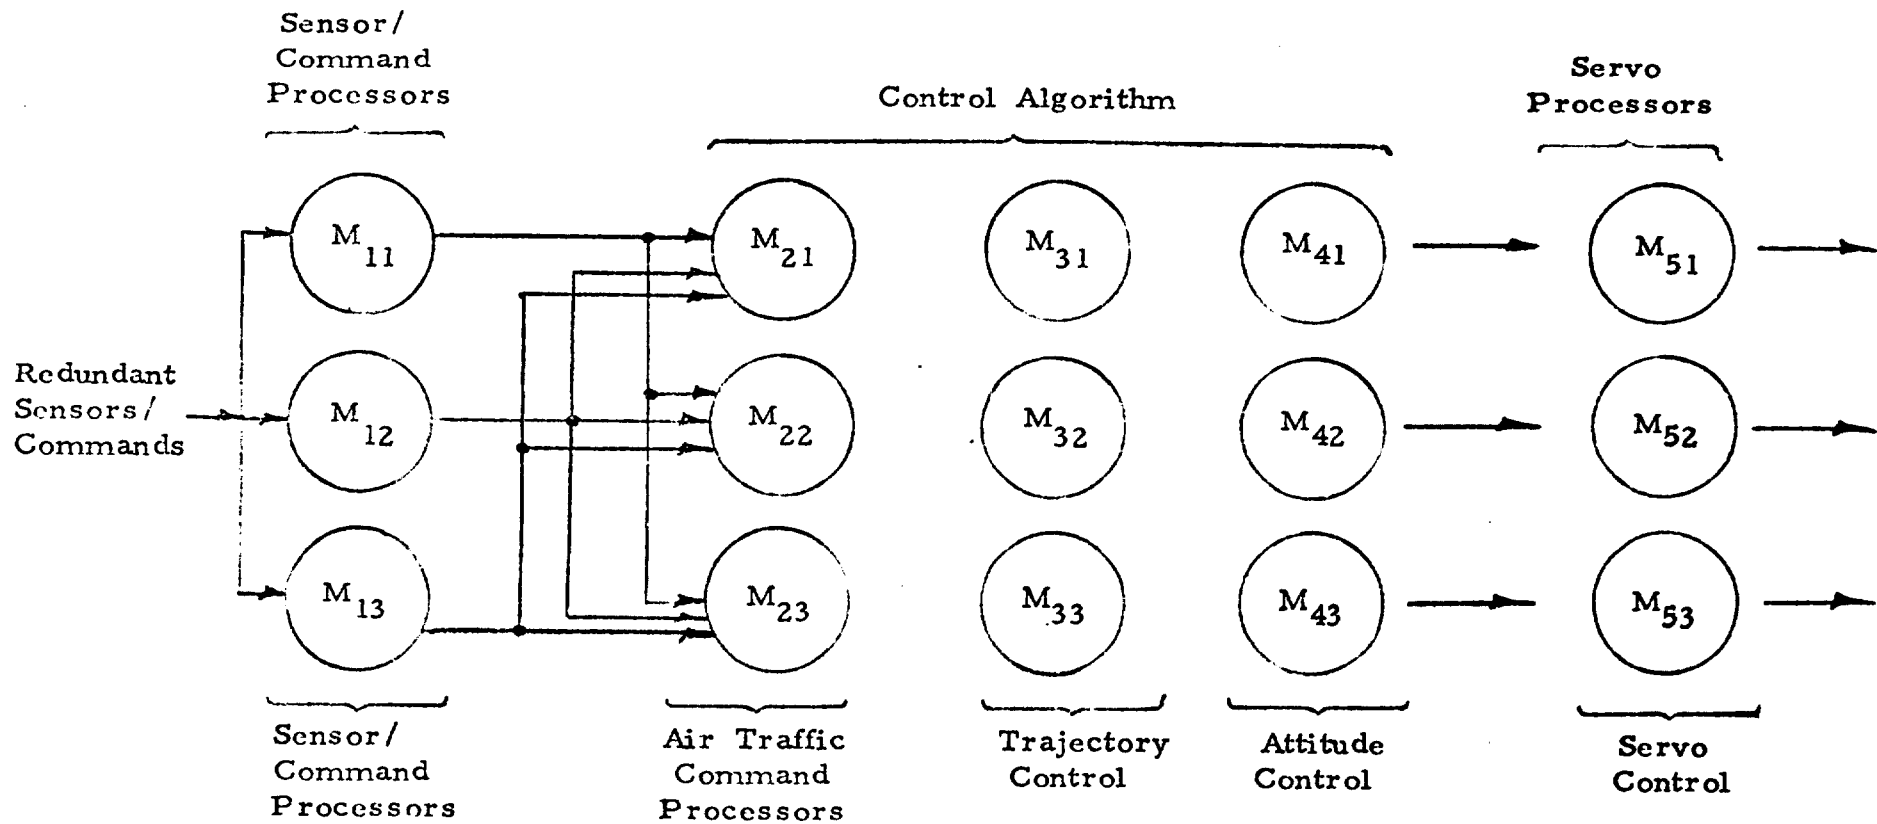 Sensor/
Command
Processors
Control Algorithm
Servo
Processors
M11
M21
M31
M41
M51
Redundant
Sensors/
Commands
M12
M22
M32
M42
M52
M13
M23
M33
M43
M53
Sensor/
Command
Processors
Air Traffic
Command
Processors
Trajectory
Control
Attitude
Control
Servo
Control